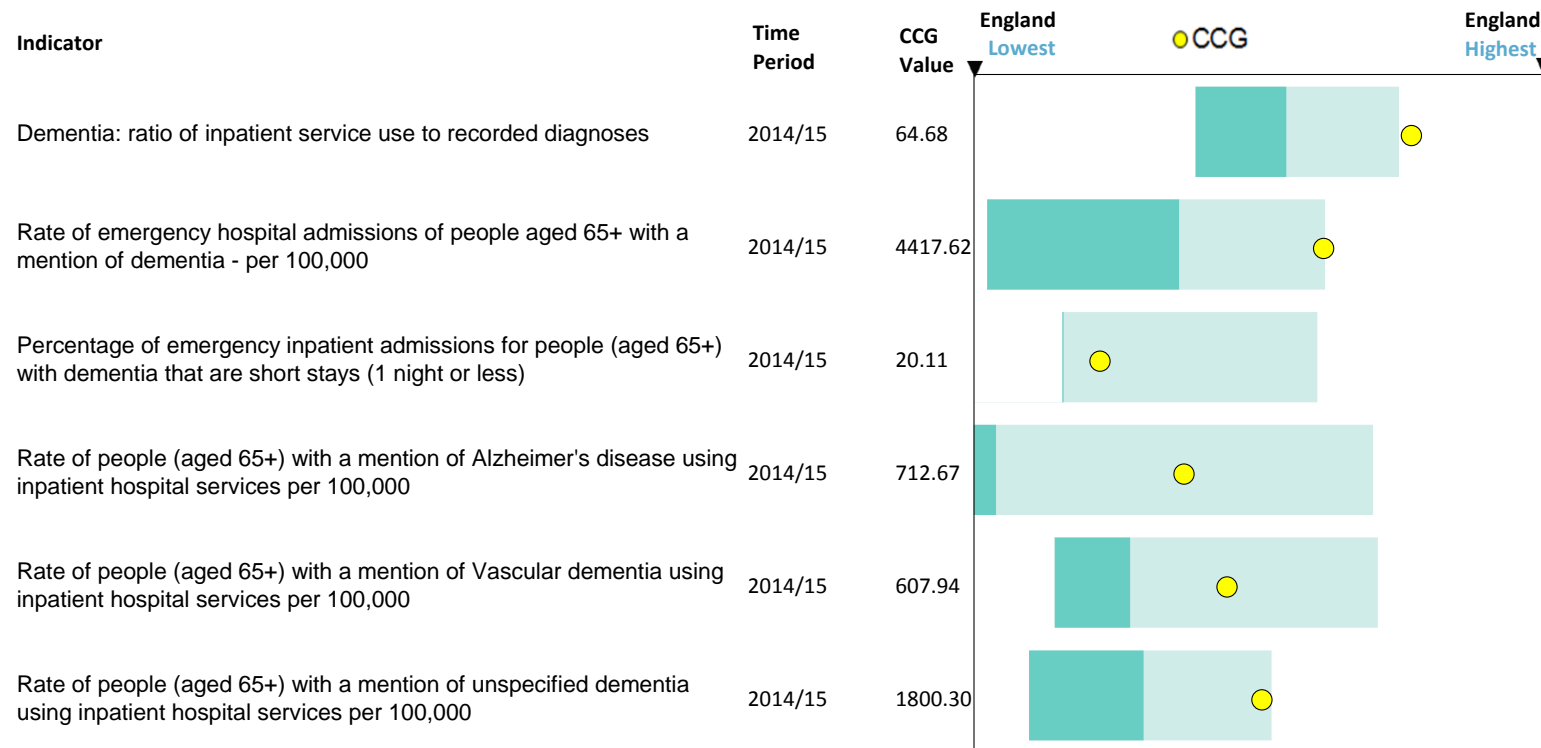 Indicator
Time
Period
CCG
Value
England
Lowest
CCG
England
Highest
Dementia: ratio of inpatient service use to recorded diagnoses
2014/15
64.68
Rate of emergency hospital admissions of people aged 65+ with a
mention of dementia - per 100,000
2014/15
4417.62
Percentage of emergency inpatient admissions for people (aged 65+)
with dementia that are short stays (1 night or less)
2014/15
20.11
Rate of people (aged 65+) with a mention of Alzheimer's disease using
inpatient hospital services per 100,000
2014/15
712.67
Rate of people (aged 65+) with a mention of Vascular dementia using
inpatient hospital services per 100,000
2014/15
607.94
Rate of people (aged 65+) with a mention of unspecified dementia
using inpatient hospital services per 100,000
2014/15
1800.30